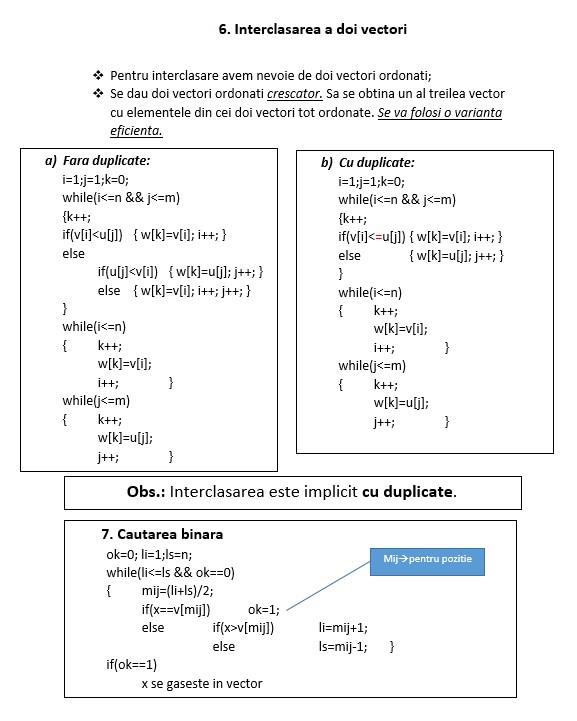 6. Interclasarea a doi vectori
❖ Pentru interclasare avem nevoie de doi vectori ordonati;
❖ Se dau doi vectori ordonati crescator. Sa se obtina un al treilea vector
cu elementele din cei doi vectori tot ordonate. Se va folosi o varianta
eficienta.
a) Fara duplicate:
i=1;j=1;k=0;
while(i<=n && j<=m)
{k++;
if(v[i]<u[j]) { w[k]=v[i]; i++; }
else
if(u[j]<v[i]) { w[k]=u[j]; j++; }
else { w[k]=v[i]; i++; j++; }
}
while(i<=n)
{ k++;
w[k]=v[i];
i++; }
while(j<=m)
{ k++;
w[k]=u[j];
j++; }
b) Cu duplicate:
i=1;j=1;k=0;
while(i<=n && j<=m)
{k++;
if(v[i]<=u[j]) { w[k]=v[i]; i++; }
else { w[k]=u[j]; j++; }
}
while(i<=n)
{ k++;
w[k]=v[i];
i++; }
while(j<=m)
{ k++;
w[k]=u[j];
j++; }
Obs.: Interclasarea este implicit cu duplicate.
7. Cautarea binara
ok=0; li=1;ls=n;
while(li<=ls && ok==0)
{ mij=(li+ls)/2;
if(x==v[mij]) ok=1;
else if(x>v[mij]) li=mij+1;
else ls=mij-1; }
if(ok==1)
x se gaseste in vector
Mij→pentru pozitie